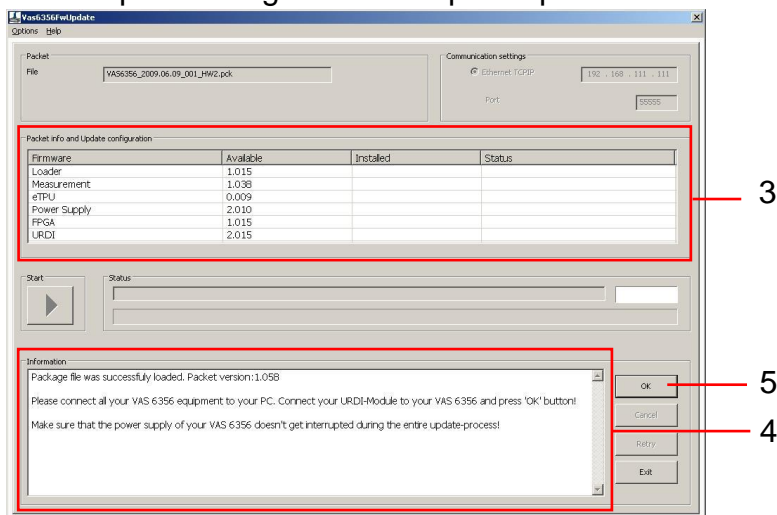 Vas6356FwUpdate
Options Help
Packet
File VAS6356_2009.06.09_001_HW2.pck
Communication settings
Ethernet TCPIP 192 . 168 . 111 . 111
Port 55555
Packet info and Update configuration
Firmware Available Installed Status
Loader 1.015
Measurement 1.038
eTPU 0.009
Power Supply 2.010
FPGA 1.015
URDI 2.015
3
Start
Status
Information
Package file was successfuly loaded. Packet version:1.058
Please connect all your VAS 6356 equipment to your PC. Connect your URDI-Module to your VAS 6356 and press 'OK' button!
Make sure that the power supply of your VAS 6356 doesn't get interrupted during the entire update-process!
OK
5
Cancel
4
Retry
Exit